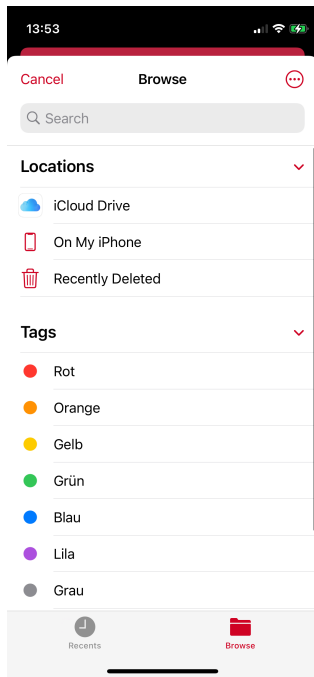 13:53
Cancel
Browse
Search
Locations
iCloud Drive
On My iPhone
Recently Deleted
Tags
Rot
Orange
Gelb
Grün
Blau
Lila
Grau
Recents
Browse